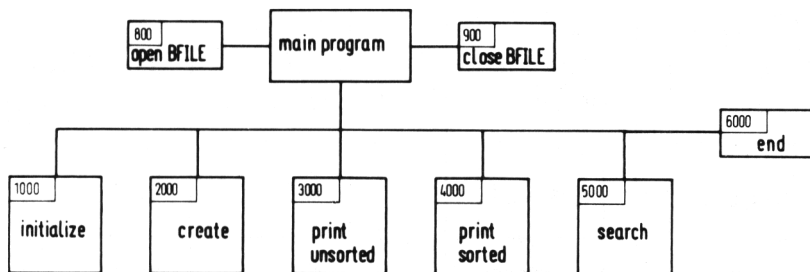 800
open BFILE
main program
900
close BFILE
6000
end
1000
initialize
2000
create
3000
print
unsorted
4000
print
sorted
5000
search